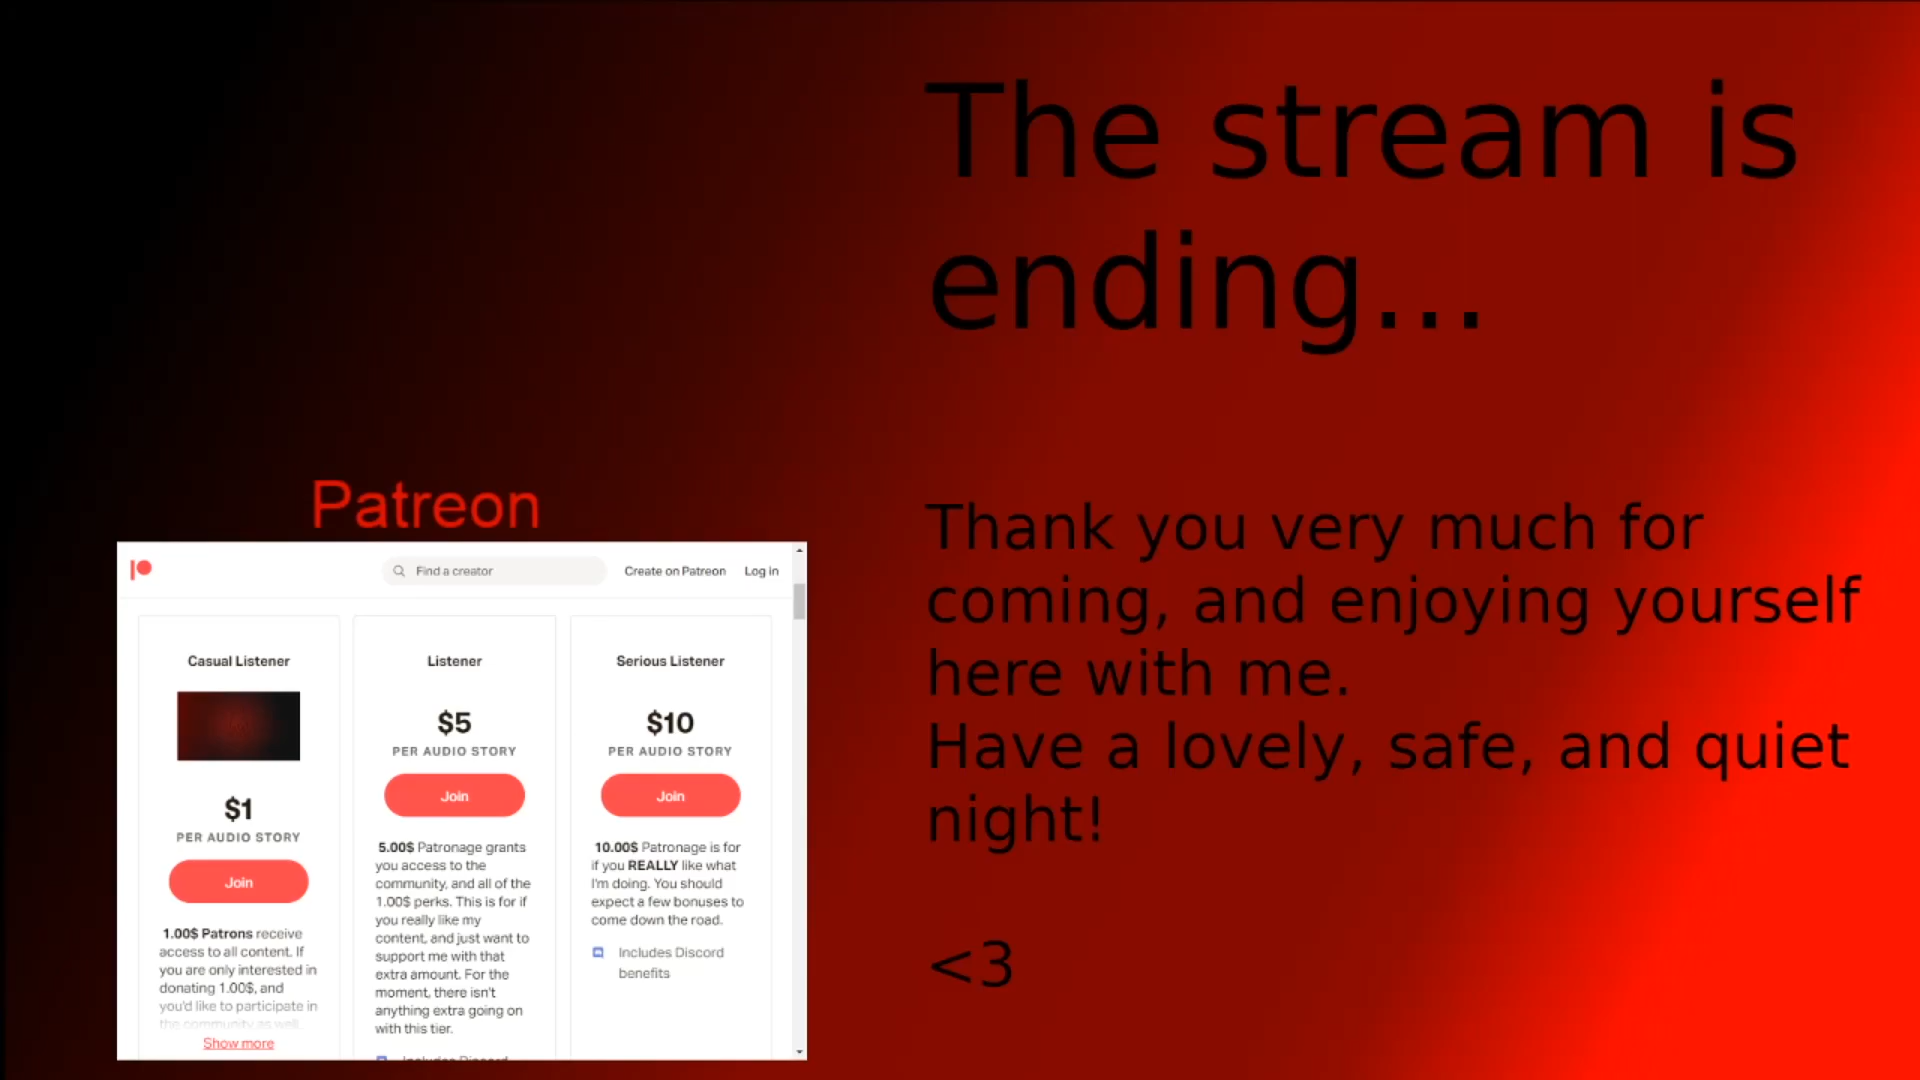 The stream is
ending...
Thank you very much for
coming, and enjoying yourself
here with me.
Have a lovely, safe, and quiet
night!
<3
Patreon
Find a creator
Create on Patreon
Log in
Casual Listener
$1
PER AUDIO STORY
Join
1.00$ Patrons receive
access to all content. If
you are only interested in
donating 1.00$, and
you'd like to participate in
the community as well,
Show more
Listener
$5
PER AUDIO STORY
Join
5.00$ Patronage grants
you access to the
community, and all of the
1.00$ perks. This is for if
you really like my
content, and just want to
support me with that
extra amount. For the
moment, there isn't
anything extra going on
with this tier.
Includes Discord
Serious Listener
$10
PER AUDIO STORY
Join
10.00$ Patronage is for
if you REALLY like what
I'm doing. You should
expect a few bonuses to
come down the road.
Includes Discord
benefits